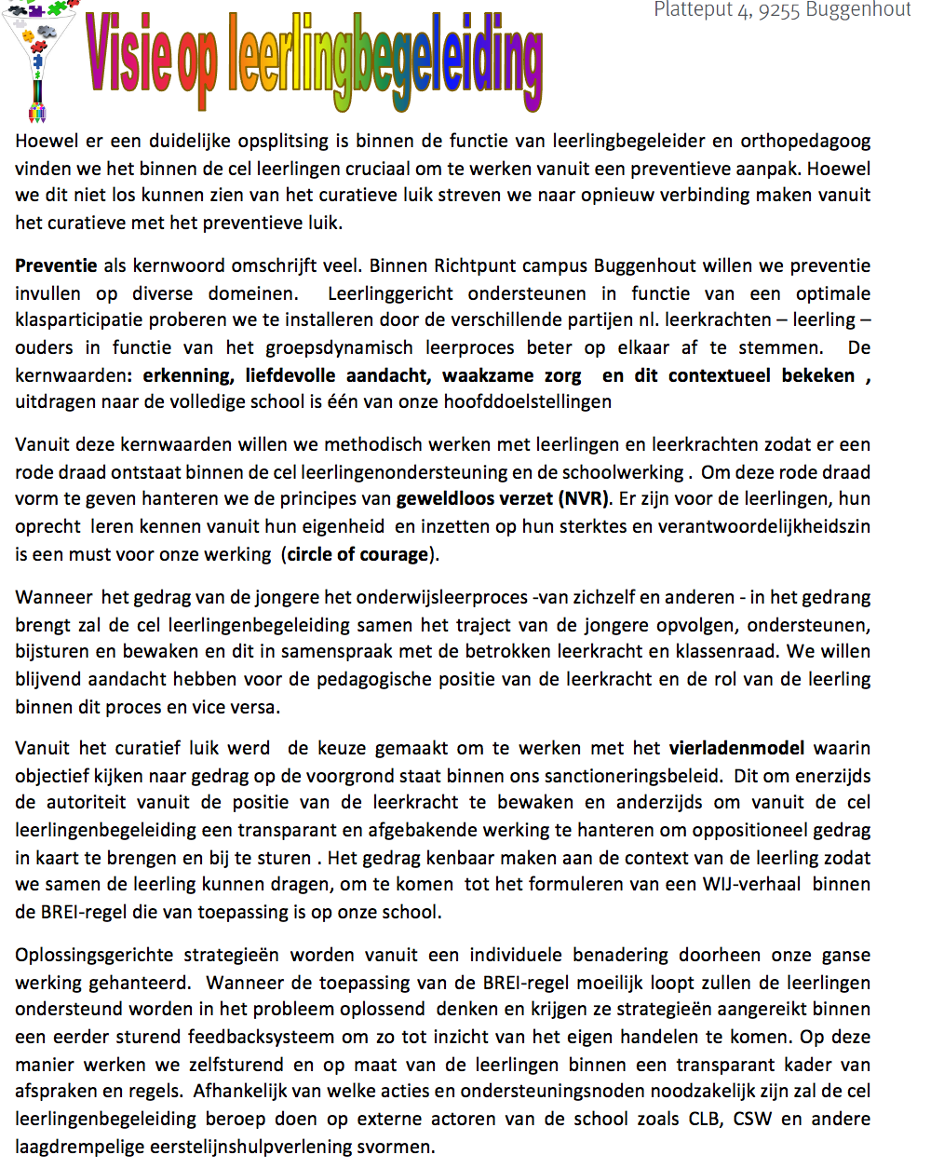 Platteput 4, 9255 Buggenhout
Visie op leerlingbegeleiding
Hoewel er een duidelijke opsplitsing is binnen de functie van leerlingbegeleider en orthopedagoog
vinden we het binnen de cel leerlingen cruciaal om te werken vanuit een preventieve aanpak. Hoewel
we dit niet los kunnen zien van het curatieve luik streven we naar opnieuw verbinding maken vanuit
het curatieve met het preventieve luik.
Preventie als kernwoord omschrijft veel. Binnen Richtpunt campus Buggenhout willen we preventie
invullen op diverse domeinen. Leerlinggericht ondersteunen in functie van een optimale
klasparticipatie proberen we te installeren door de verschillende partijen nl. leerkrachten – leerling –
ouders in functie van het groepsdynamisch leerproces beter op elkaar af te stemmen. De
kernwaarden: erkenning, liefdevolle aandacht, waakzame zorg en dit contextueel bekeken ,
uitdragen naar de volledige school is één van onze hoofddoelstellingen
Vanuit deze kernwaarden willen we methodisch werken met leerlingen en leerkrachten zodat er een
rode draad ontstaat binnen de cel leerlingenondersteuning en de schoolwerking . Om deze rode draad
vorm te geven hanteren we de principes van geweldloos verzet (NVR). Er zijn voor de leerlingen, hun
oprecht leren kennen vanuit hun eigenheid en inzetten op hun sterktes en verantwoordelijkheidszin
is een must voor onze werking (circle of courage).
Wanneer het gedrag van de jongere het onderwijsleerproces -van zichzelf en anderen - in het gedrang
brengt zal de cel leerlingenbegeleiding samen het traject van de jongere opvolgen, ondersteunen,
bijsturen en bewaken en dit in samenspraak met de betrokken leerkracht en klassenraad. We willen
blijvend aandacht hebben voor de pedagogische positie van de leerkracht en de rol van de leerling
binnen dit proces en vice versa.
Vanuit het curatief luik werd de keuze gemaakt om te werken met het vierladenmodel waarin
objectief kijken naar gedrag op de voorgrond staat binnen ons sanctioneringsbeleid. Dit om enerzijds
de autoriteit vanuit de positie van de leerkracht te bewaken en anderzijds om vanuit de cel
leerlingenbegeleiding een transparant en afgebakende werking te hanteren om oppositioneel gedrag
in kaart te brengen en bij te sturen . Het gedrag kenbaar maken aan de context van de leerling zodat
we samen de leerling kunnen dragen, om te komen tot het formuleren van een WIJ-verhaal binnen
de BREI-regel die van toepassing is op onze school.
Oplossingsgerichte strategieën worden vanuit een individuele benadering doorheen onze ganse
werking gehanteerd. Wanneer de toepassing van de BREI-regel moeilijk loopt zullen de leerlingen
ondersteund worden in het probleem oplossend denken en krijgen ze strategieën aangereikt binnen
een eerder sturend feedbacksysteem om zo tot inzicht van het eigen handelen te komen. Op deze
manier werken we zelfsturend en op maat van de leerlingen binnen een transparant kader van
afspraken en regels. Afhankelijk van welke acties en ondersteuningsnoden noodzakelijk zijn zal de cel
leerlingenbegeleiding beroep doen op externe actoren van de school zoals CLB, CSW en andere
laagdrempelige eerstelijnshulpverlening svormen.